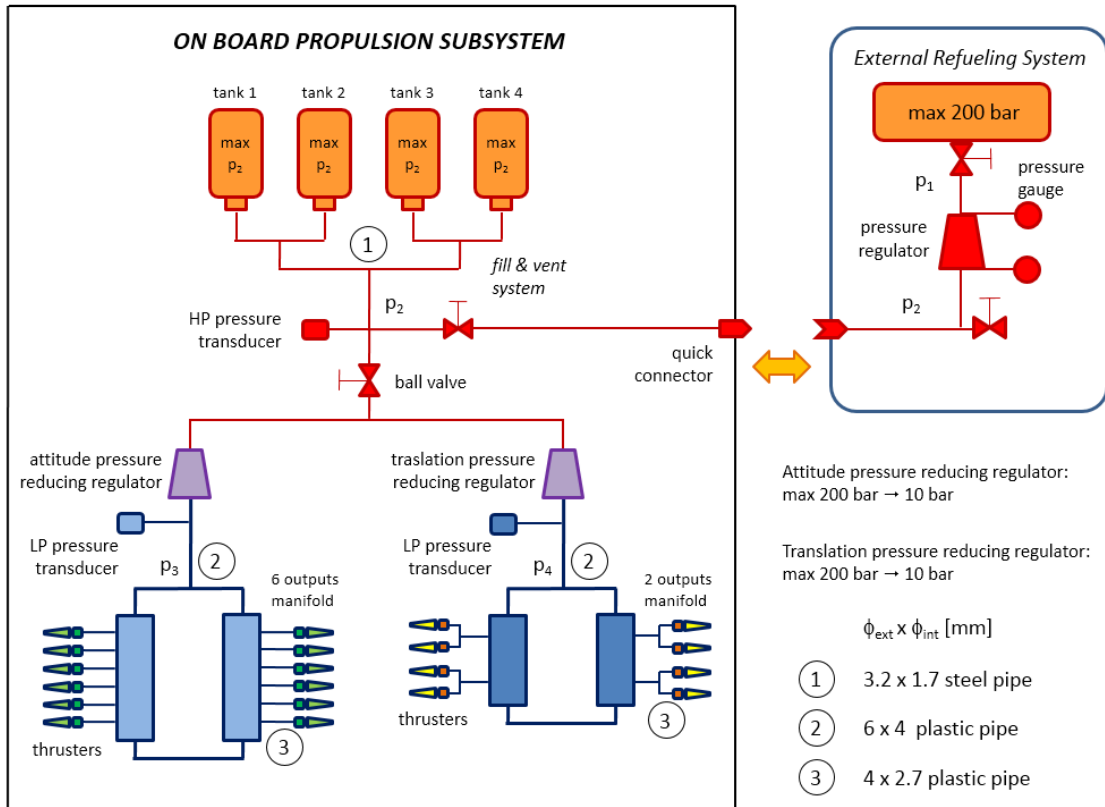 ON BOARD PROPULSION SUBSYSTEM
tank 1
tank 2
tank 3
tank 4
max
p₂
max
p₂
max
p₂
max
p₂
1
fill & vent
system
p₂
HP pressure
transducer
quick
connector
ball valve
attitude pressure
reducing regulator
traslation pressure
reducing regulator
LP pressure
transducer
p₃
2
6 outputs
manifold
thrusters
3
LP pressure
transducer
p₄
2
2 outputs
manifold
thrusters
3
External Refueling System
max 200 bar
p₁
pressure
gauge
pressure
regulator
p₂
Attitude pressure reducing regulator:
max 200 bar → 10 bar
Translation pressure reducing regulator:
max 200 bar → 10 bar
ϕext x ϕint [mm]
1 3.2 x 1.7 steel pipe
2 6 x 4 plastic pipe
3 4 x 2.7 plastic pipe